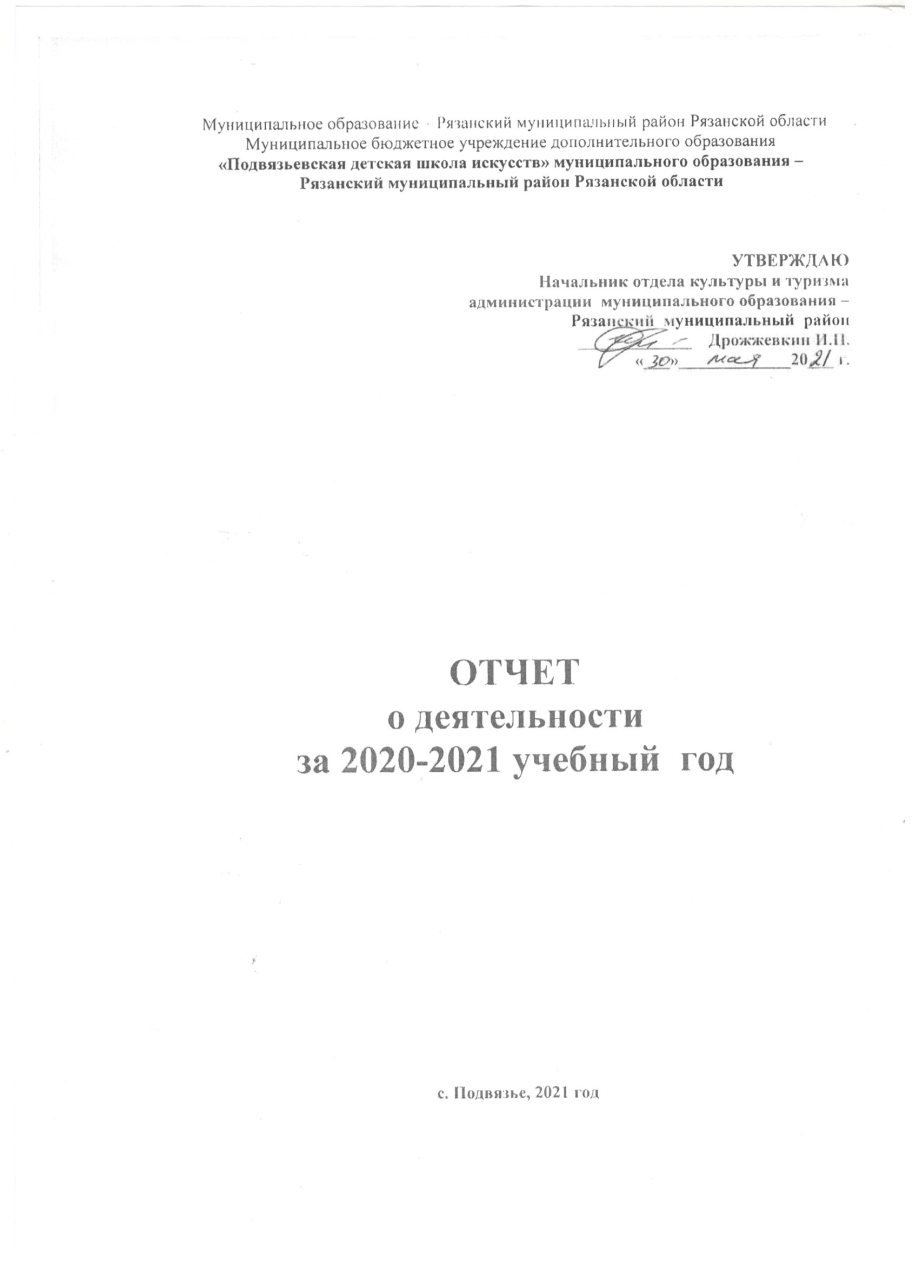 Муниципальное образование - Рязанский муниципальный район Рязанской области
Муниципальное бюджетное учреждение дополнительного образования
«Подвязьевская детская школа искусств» муниципального образования –
Рязанский муниципальный район Рязанской области
УТВЕРЖДАЮ
Начальник отдела культуры и туризма
администрации муниципального образования –
Рязанский муниципальный район
Дрожжевкин И.П.
«30» мая 2021 г.
ОТЧЕТ
о деятельности
за 2020-2021 учебный год
с. Подвязье, 2021 год